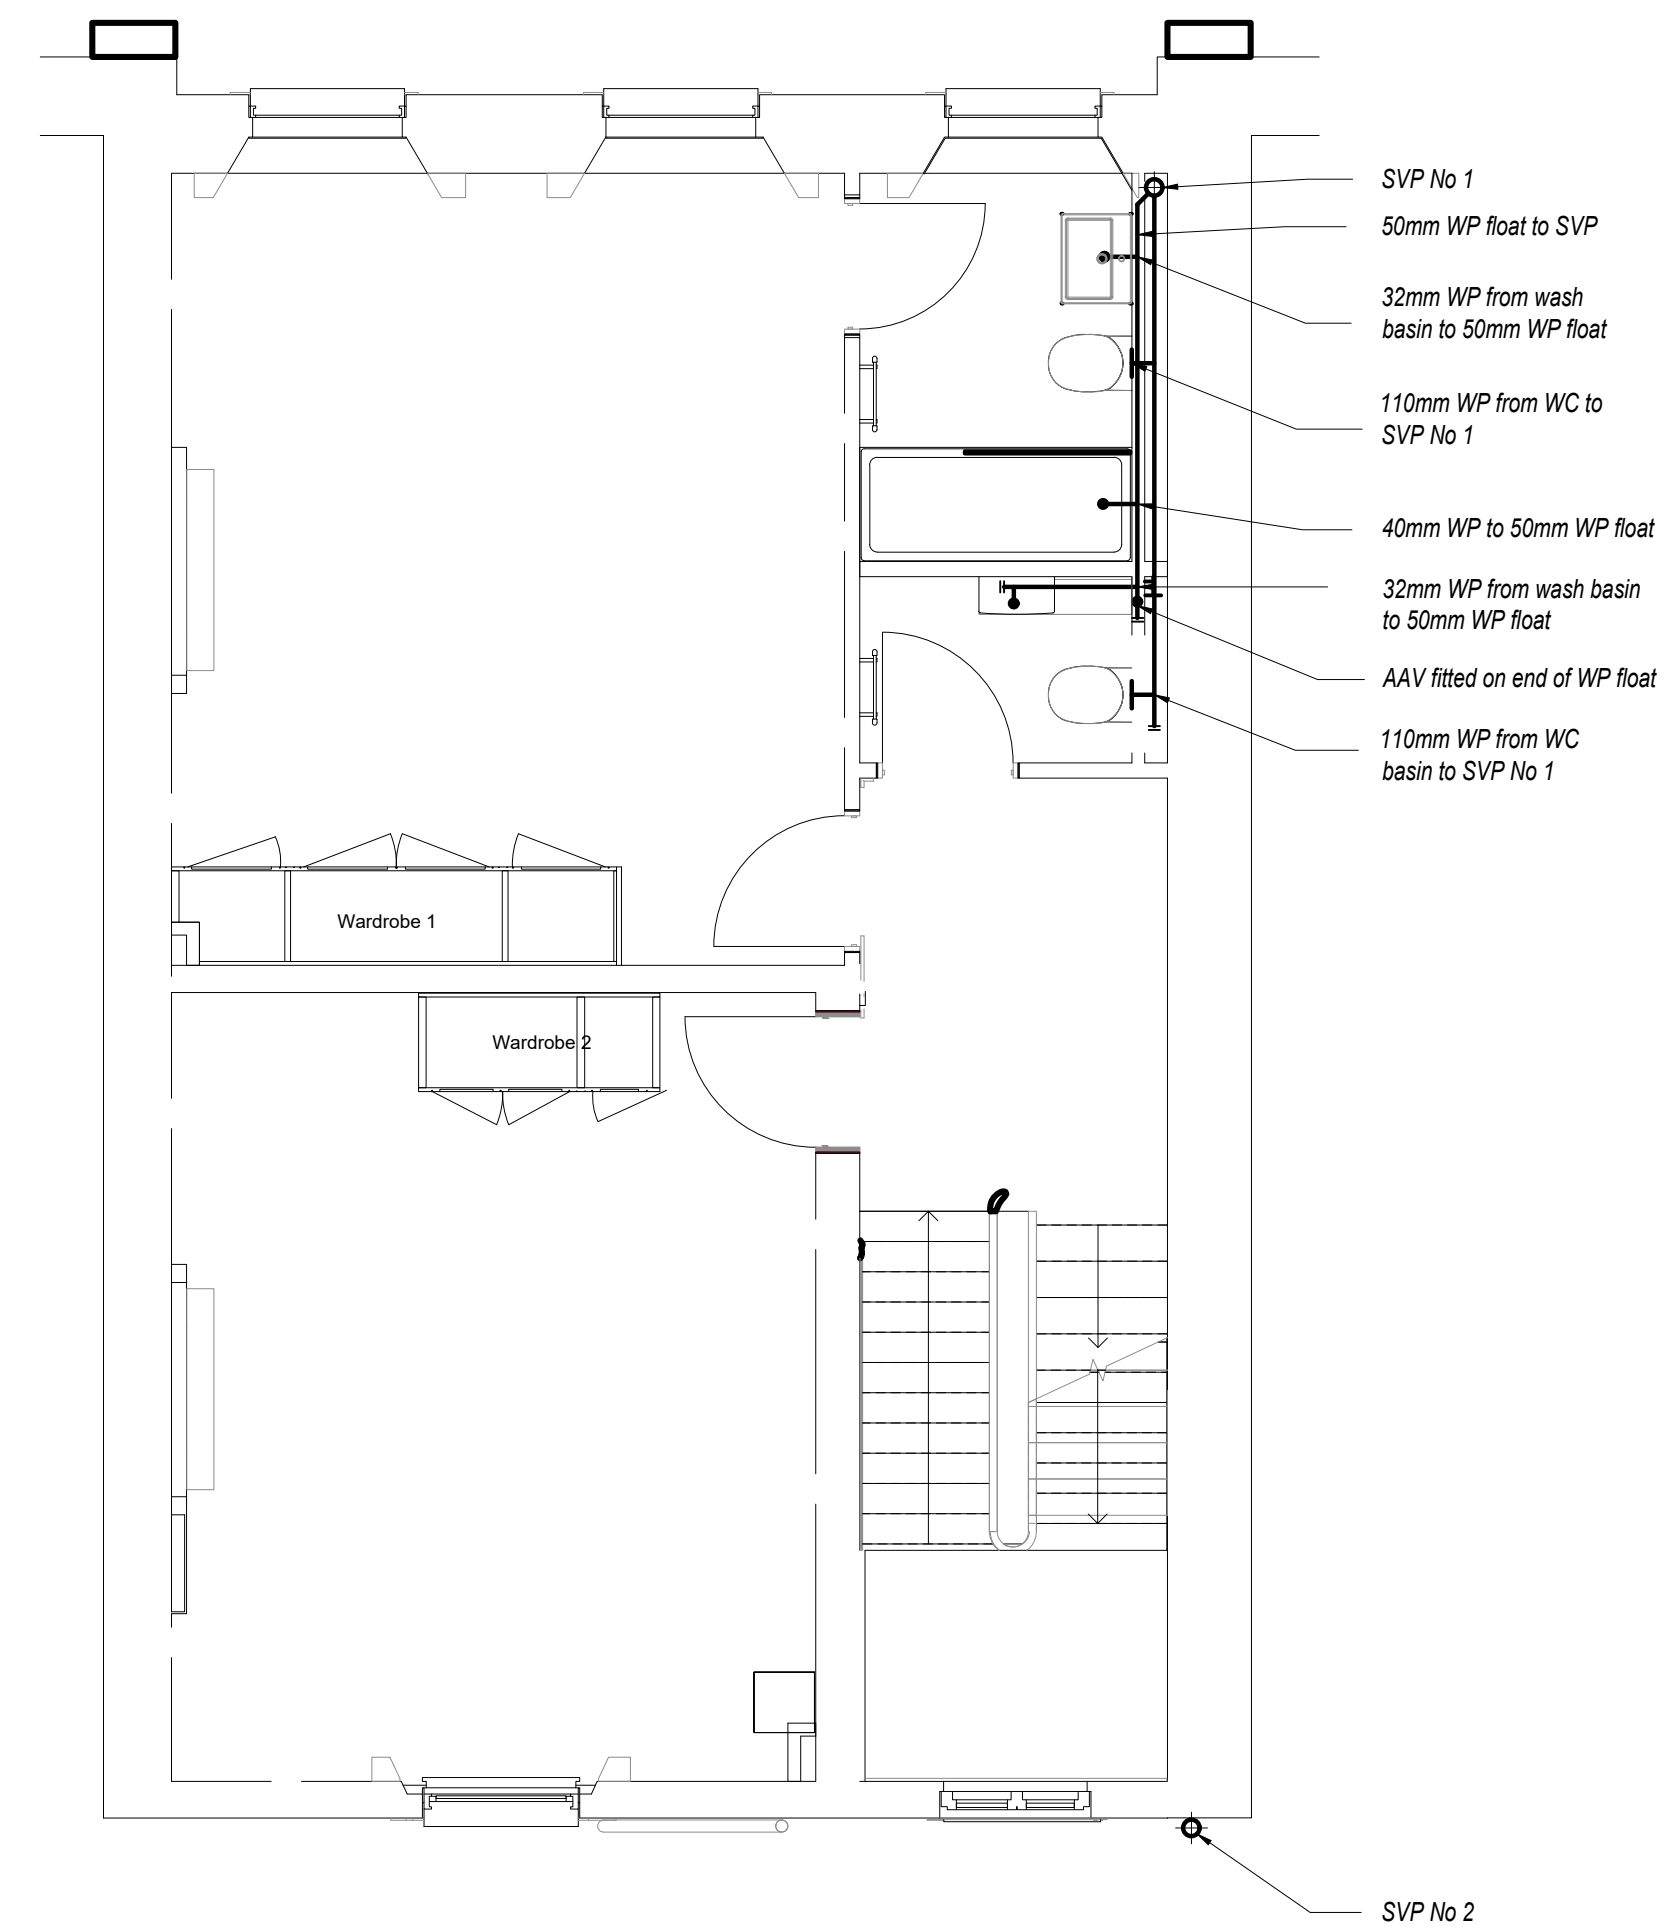 SVP No 1
50mm WP float to SVP
32mm WP from wash
basin to 50mm WP float
110mm WP from WC to
SVP No 1
40mm WP to 50mm WP float
32mm WP from wash basin
to 50mm WP float
AAV fitted on end of WP float
110mm WP from WC
basin to SVP No 1
Wardrobe 1
Wardrobe 2
SVP No 2